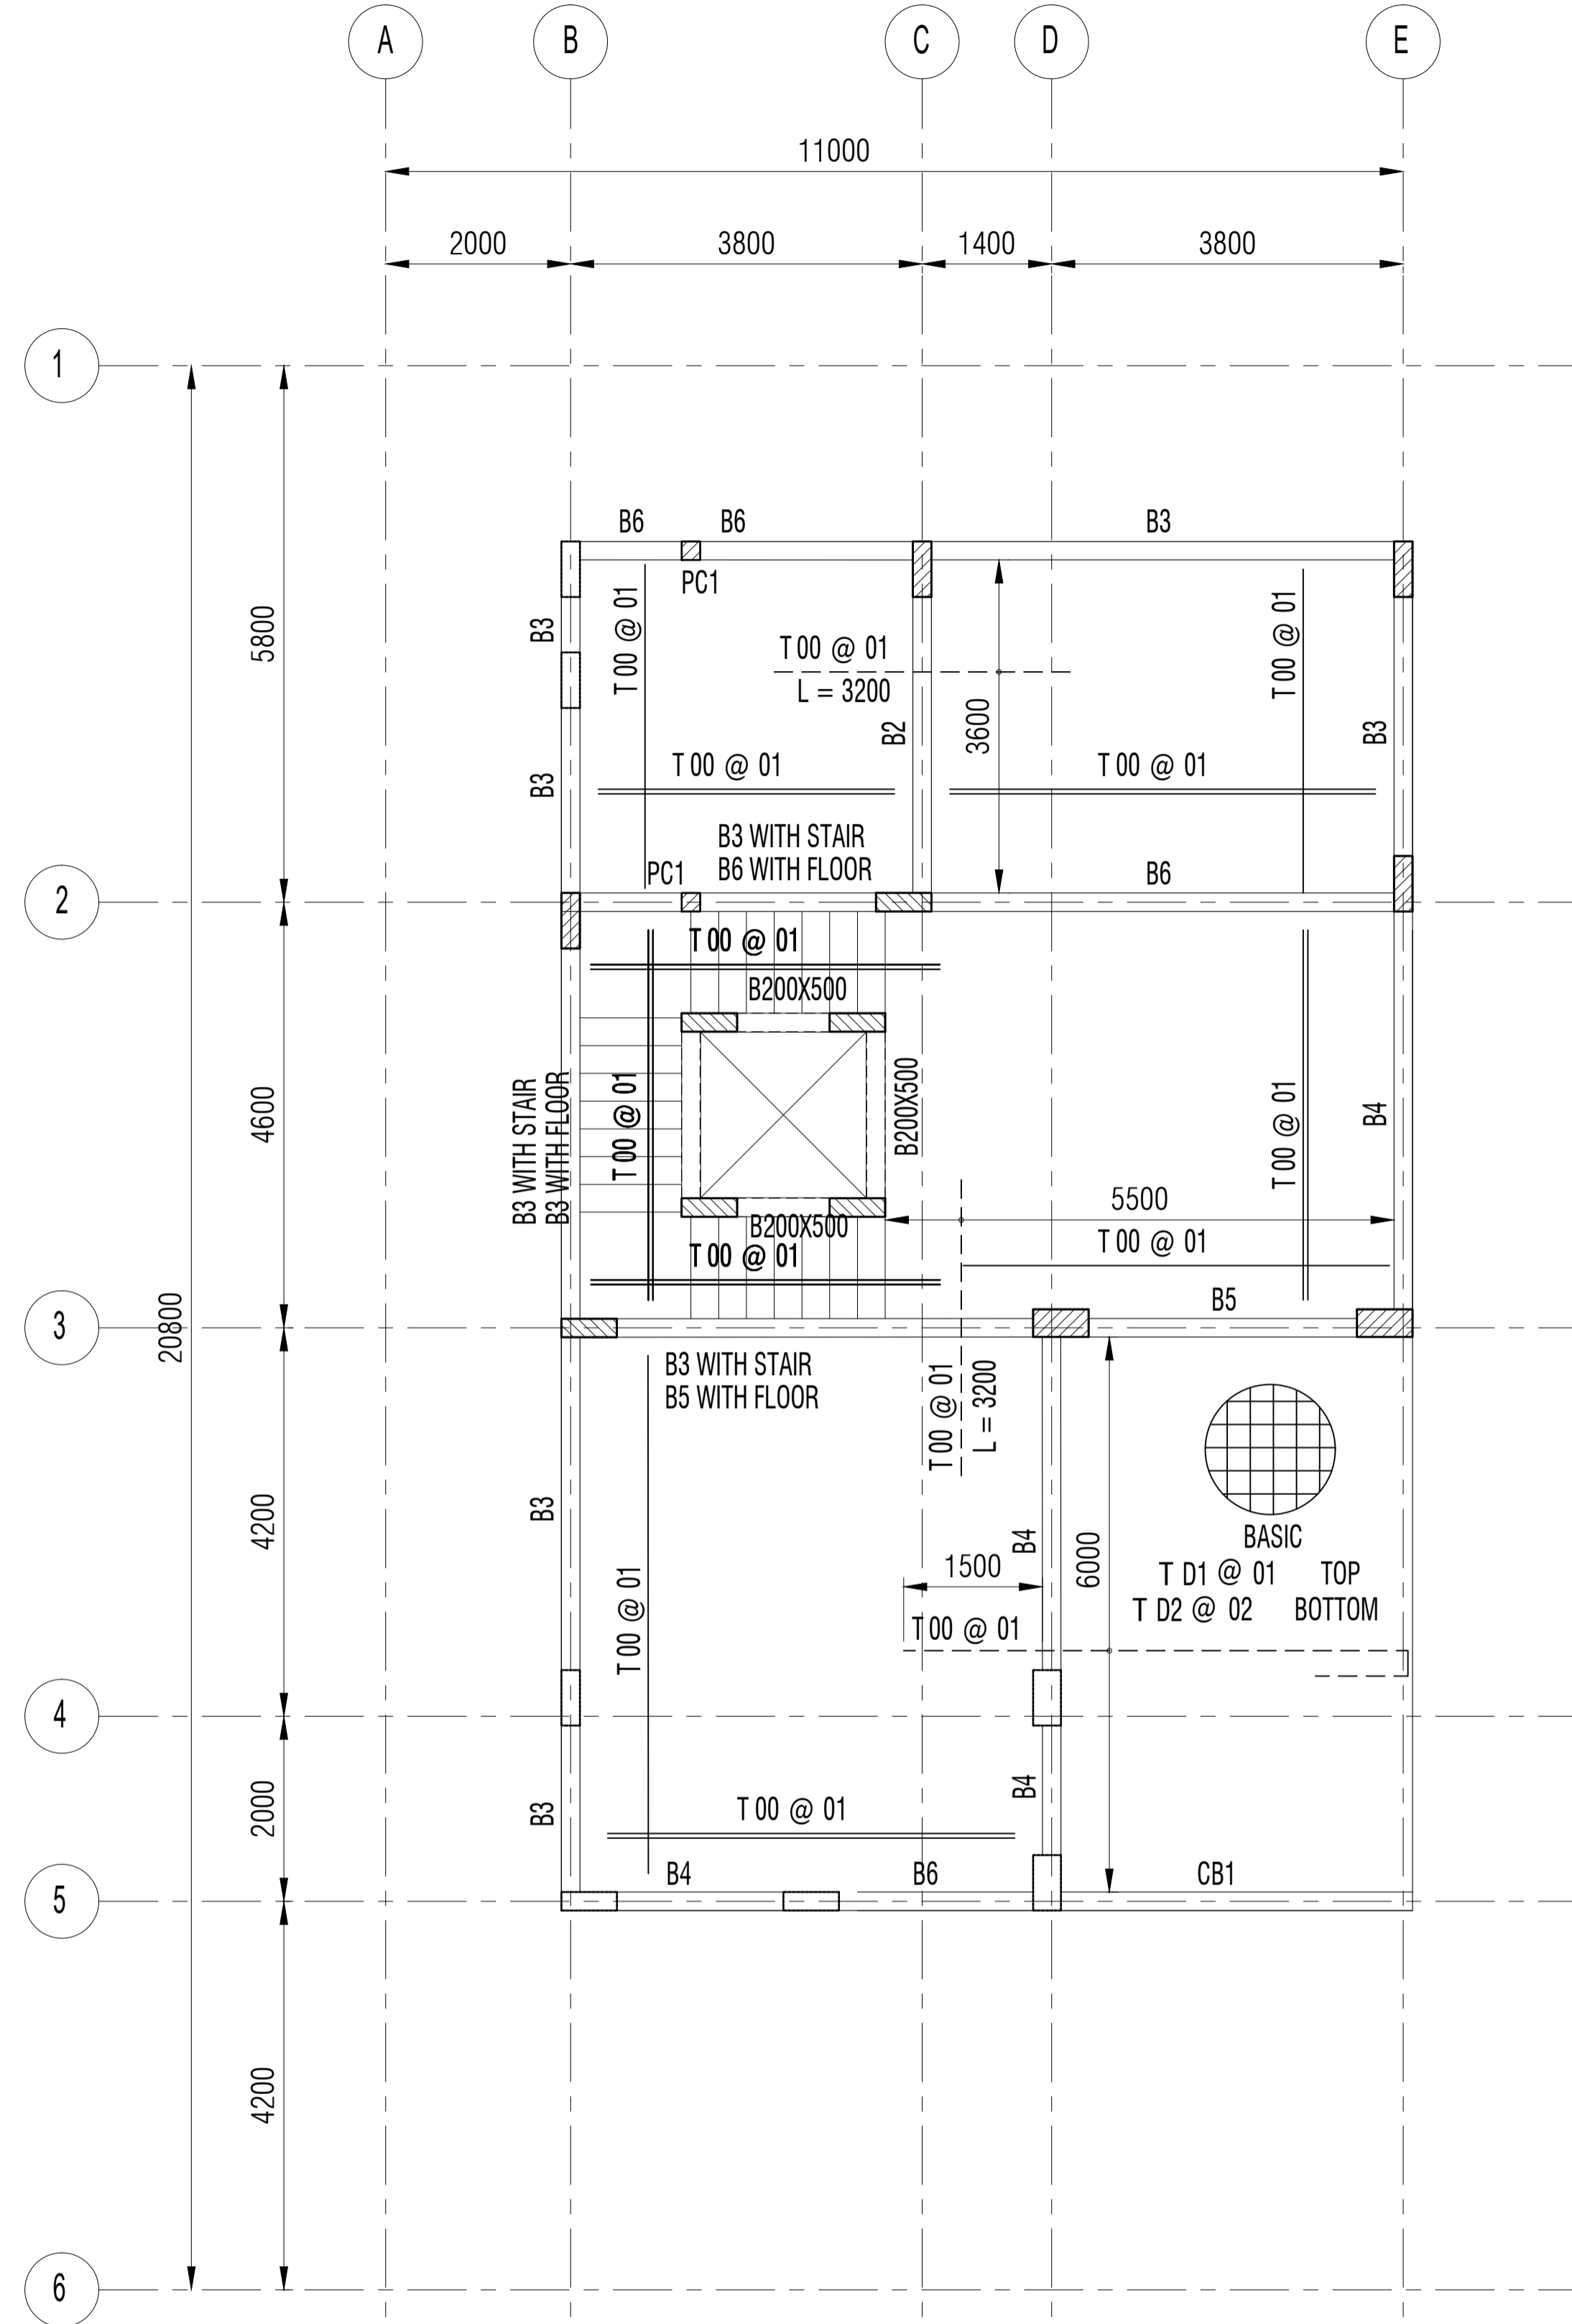 A
B
C
D
E
11000
2000
3800
1400
3800
1
5800
B6
B6
B3
PC1
B3
T 00 @ 01
T 00 @ 01
L = 3200
T 00 @ 01
3600
B2
B3
B3
T 00 @ 01
T 00 @ 01
B3 WITH STAIR
B6 WITH FLOOR
PC1
B6
2
T 00 @ 01
B200X500
4600
B3 WITH STAIR
B3 WITH FLOOR
T 00 @ 01
B200X500
T 00 @ 01
B4
5500
B200X500
T 00 @ 01
T 00 @ 01
B5
3
20800
B3 WITH STAIR
B5 WITH FLOOR
T 00 @ 01
L = 3200
4200
B3
B4
6000
BASIC
T D1 @ 01 TOP
T D2 @ 02 BOTTOM
1500
T 00 @ 01
T 00 @ 01
4
2000
B3
T 00 @ 01
B4
B4
B6
CB1
5
4200
6